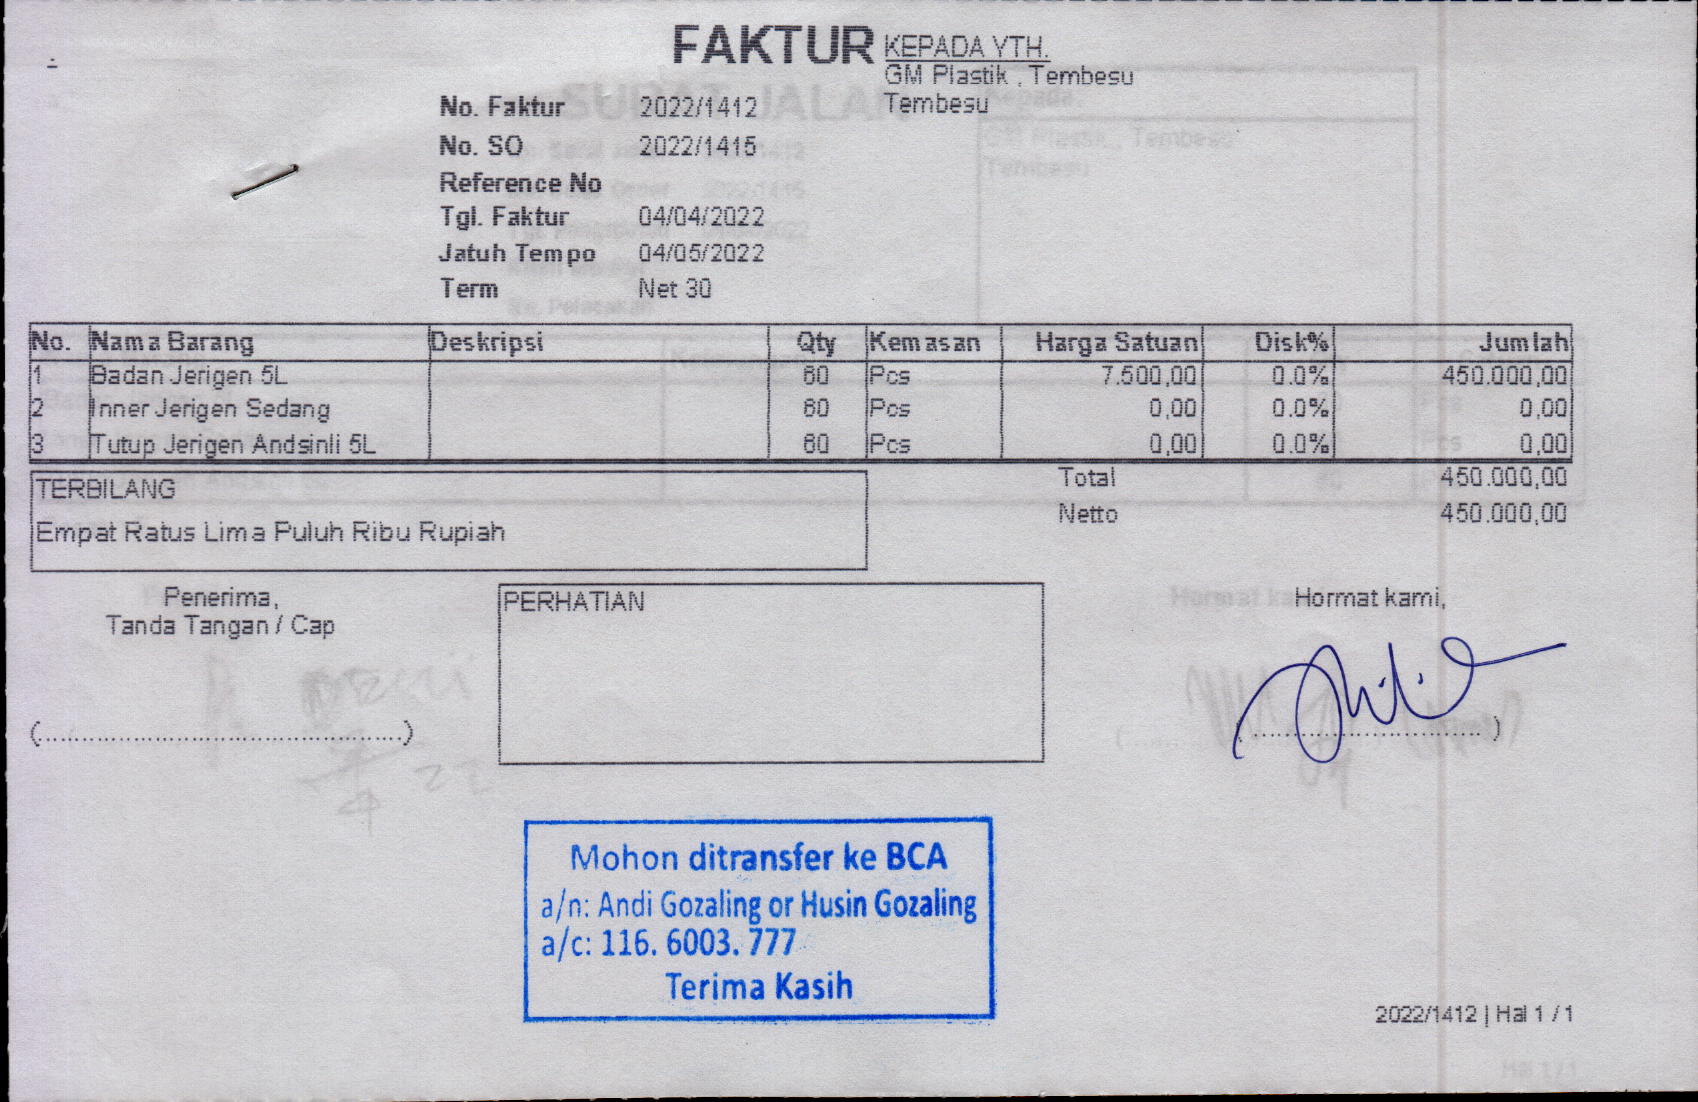 FAKTUR
KEPADA YTH.
GM Plastik , Tembesu
Tembesu
No. Faktur 2022/1412
No. SO 2022/1415
Reference No
Tgl. Faktur 04/04/2022
Jatuh Tempo 04/05/2022
Term Net 30
No. Nama Barang Deskripsi Qty Kemasan Harga Satuan Disk% Jumlah
1 Badan Jerigen 5L 60 Pcs 7.500,00 0.0% 450.000,00
2 Inner Jerigen Sedang 60 Pcs 0,00 0.0% 0,00
3 Tutup Jerigen Andsinli 5L 60 Pcs 0,00 0.0% 0,00
Total 450.000,00
Netto 450.000,00
TERBILANG
Empat Ratus Lima Puluh Ribu Rupiah
Penerima,
Tanda Tangan / Cap
(..........................................)
PERHATIAN
Hormat kami,
(..............................)
Mohon ditransfer ke BCA
a/n: Andi Gozaling or Husin Gozaling
a/c: 116. 6003. 777
Terima Kasih
2022/1412 | Hal 1 / 1